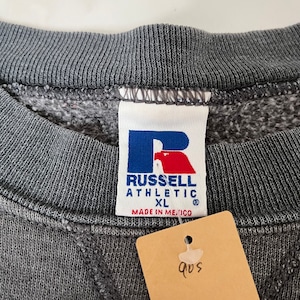 RUSSELL
ATHLETIC
XL ®
MADE IN MEXICO
90s